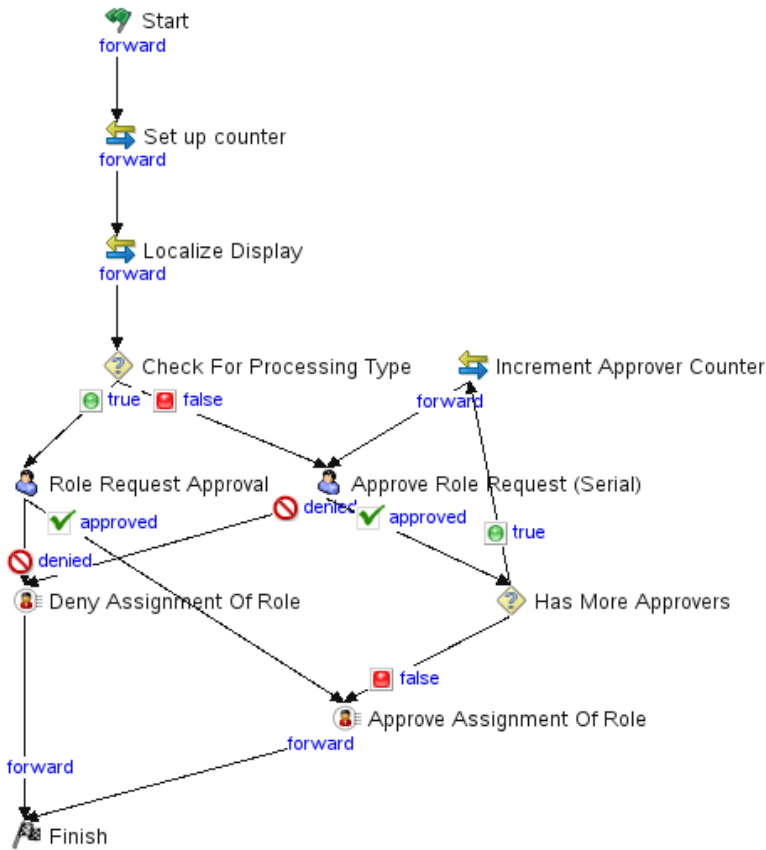 Start
forward
Set up counter
forward
Localize Display
forward
Check For Processing Type
Increment Approver Counter
true
false
forward
Role Request Approval
Approve Role Request (Serial)
approved
denied
approved
true
denied
Deny Assignment Of Role
Has More Approvers
false
Approve Assignment Of Role
forward
forward
Finish